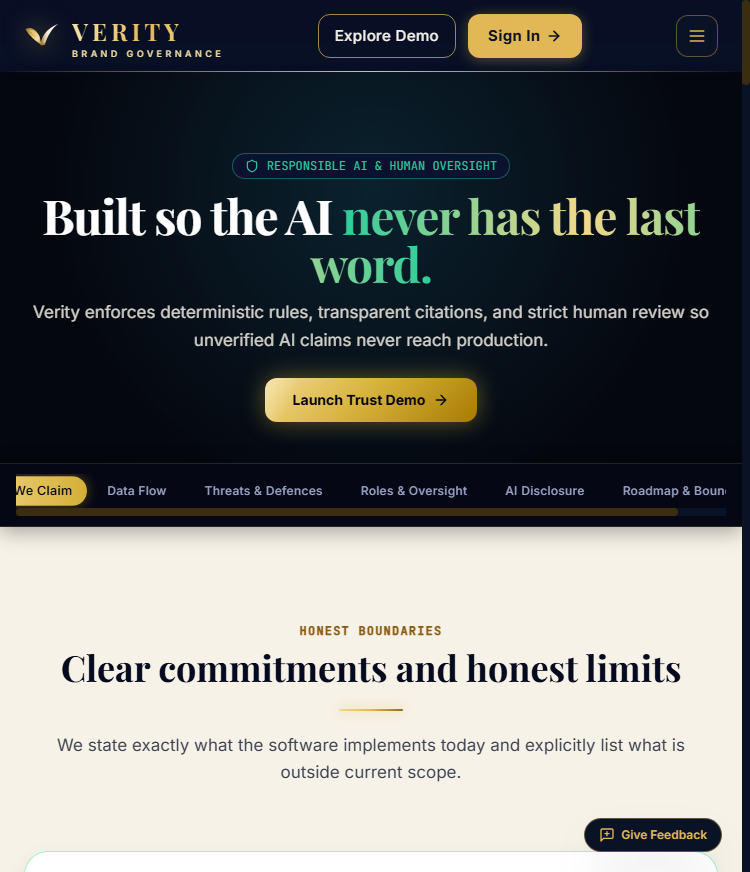 VERITY
BRAND GOVERNANCE
Explore Demo
Sign In
RESPONSIBLE AI & HUMAN OVERSIGHT
Built so the AI never has the last
word.
Verity enforces deterministic rules, transparent citations, and strict human review so
unverified AI claims never reach production.
Launch Trust Demo
We Claim
Data Flow
Threats & Defences
Roles & Oversight
AI Disclosure
Roadmap &
HONEST BOUNDARIES
Clear commitments and honest limits
We state exactly what the software implements today and explicitly list what is
outside current scope.
Give Feedback